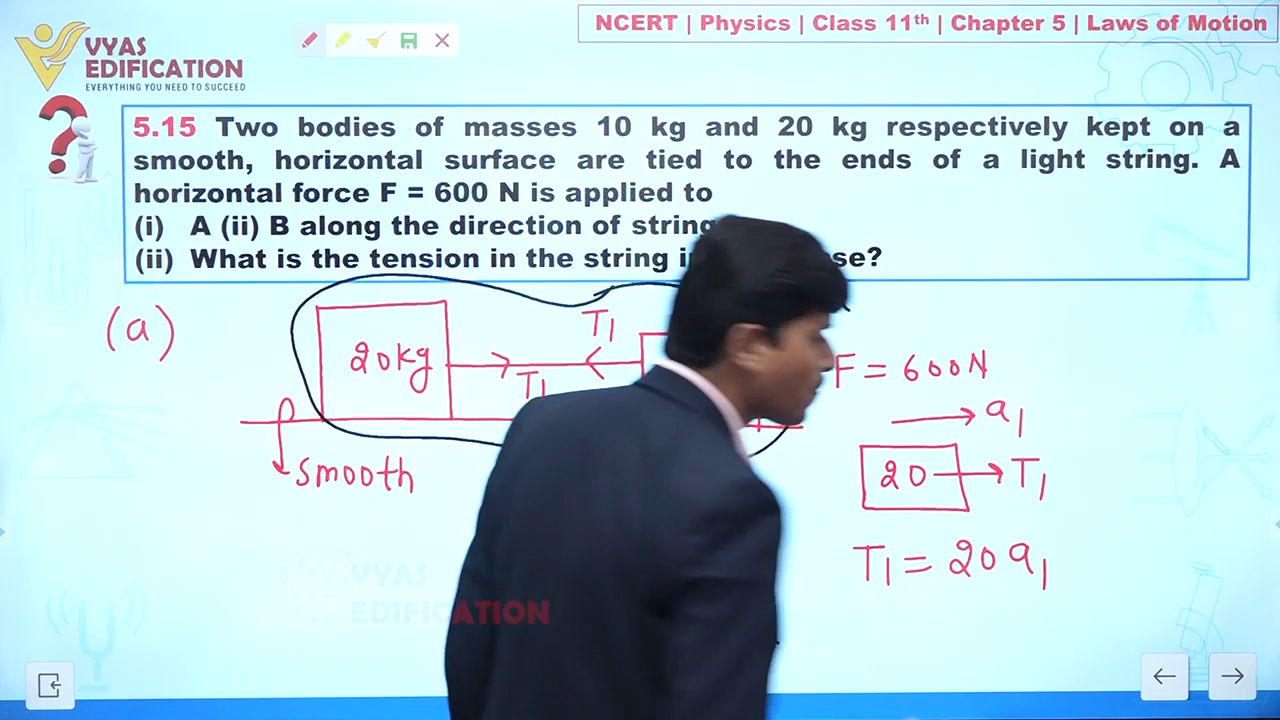 NCERT | Physics | Class 11th | Chapter 5 | Laws of Motion
VYAS
EDIFICATION
EVERYTHING YOU NEED TO SUCCEED
5.15 Two bodies of masses 10 kg and 20 kg respectively kept on a
smooth, horizontal surface are tied to the ends of a light string. A
horizontal force F = 600 N is applied to
(i) A (ii) B along the direction of string
(ii) What is the tension in the string se?
(a)
20kg
T1
T1
F = 600N
a1
smooth
20
T1
T1 = 20 a1
VYAS
EDIFICATION